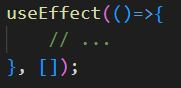 useEffect(()=>{
    // ...
}, []);